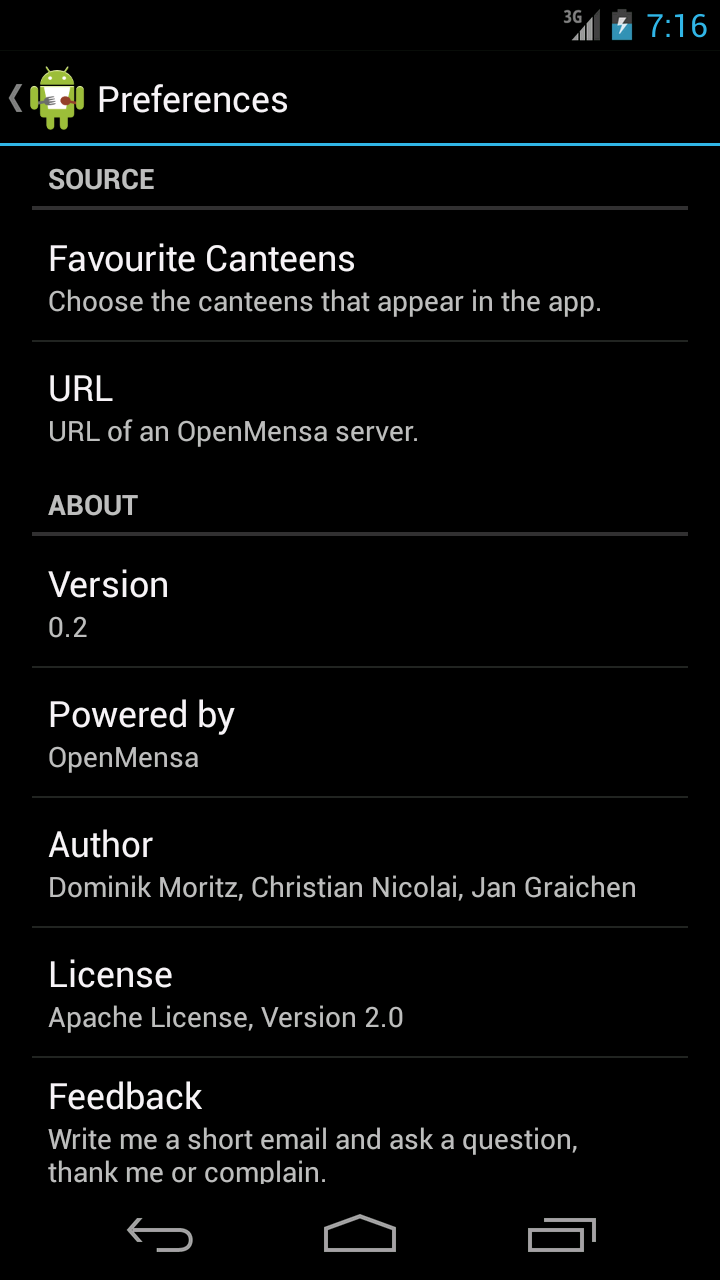 3G 7:16
Preferences
SOURCE
Favourite Canteens
Choose the canteens that appear in the app.
URL
URL of an OpenMensa server.
ABOUT
Version
0.2
Powered by
OpenMensa
Author
Dominik Moritz, Christian Nicolai, Jan Graichen
License
Apache License, Version 2.0
Feedback
Write me a short email and ask a question,
thank me or complain.